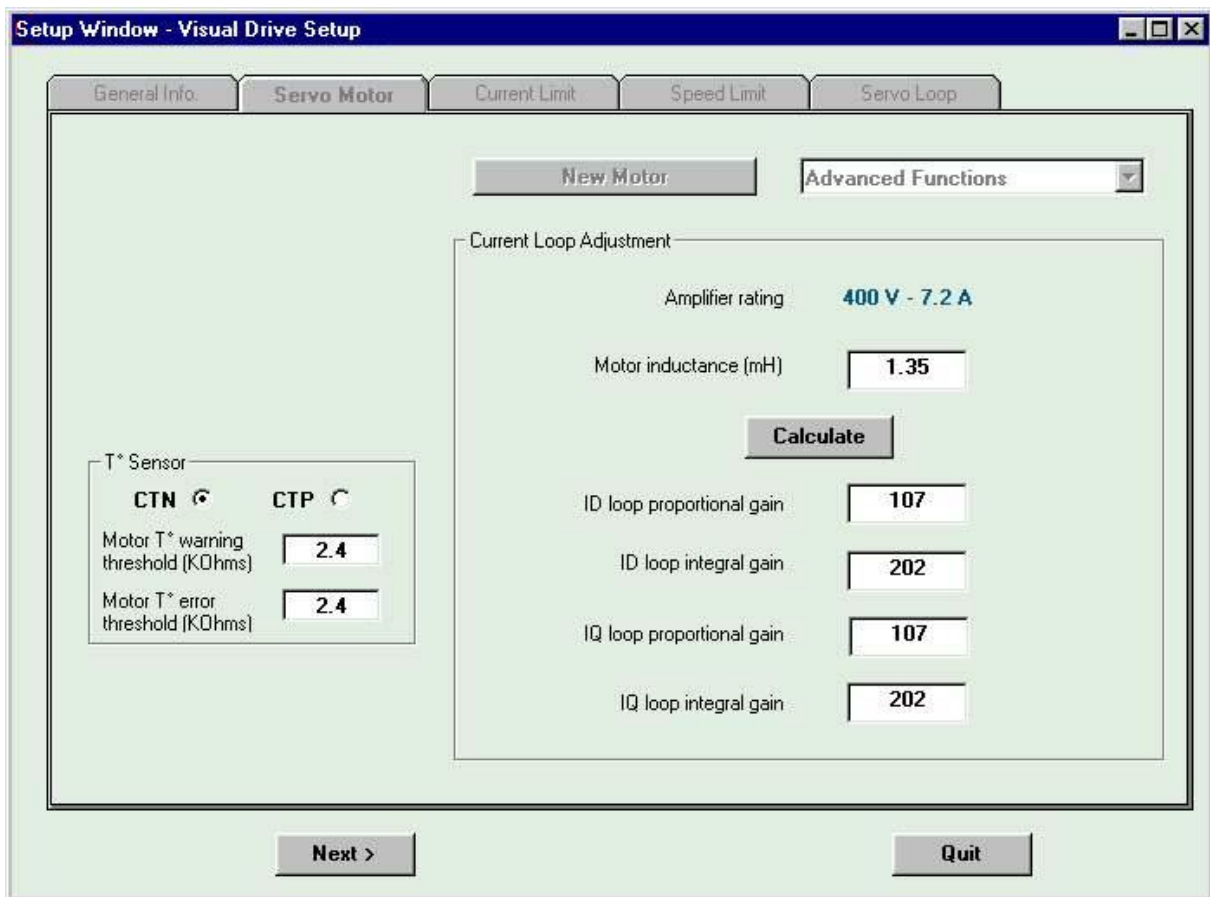 Setup Window - Visual Drive Setup
General Info.
Servo Motor
Current Limit
Speed Limit
Servo Loop
New Motor
Advanced Functions
Current Loop Adjustment
Amplifier rating 400 V - 7.2 A
Motor inductance (mH) 1.35
Calculate
ID loop proportional gain 107
ID loop integral gain 202
IQ loop proportional gain 107
IQ loop integral gain 202
T° Sensor
CTN CTP
Motor T° warning
threshold (KOhms) 2.4
Motor T° error
threshold (KOhms) 2.4
Next >
Quit